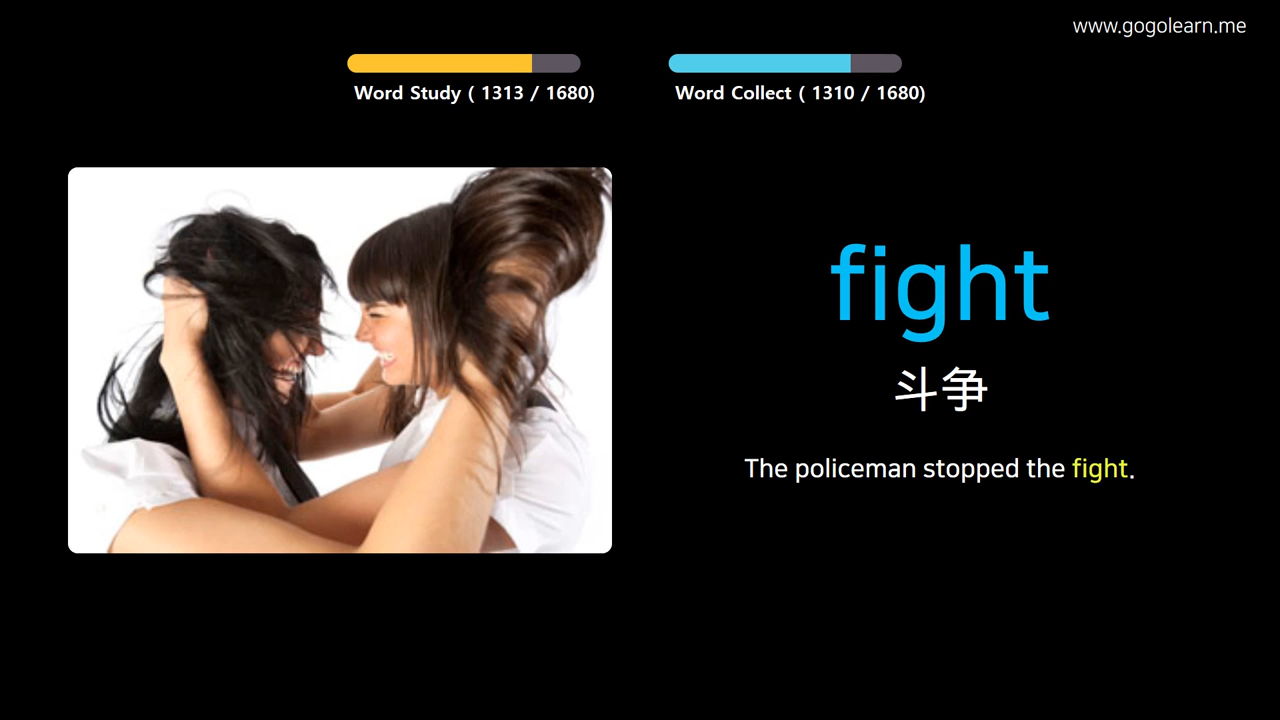 www.gogolearn.me
Word Study ( 1313 / 1680)
Word Collect ( 1310 / 1680)
fight
斗争
The policeman stopped the fight.